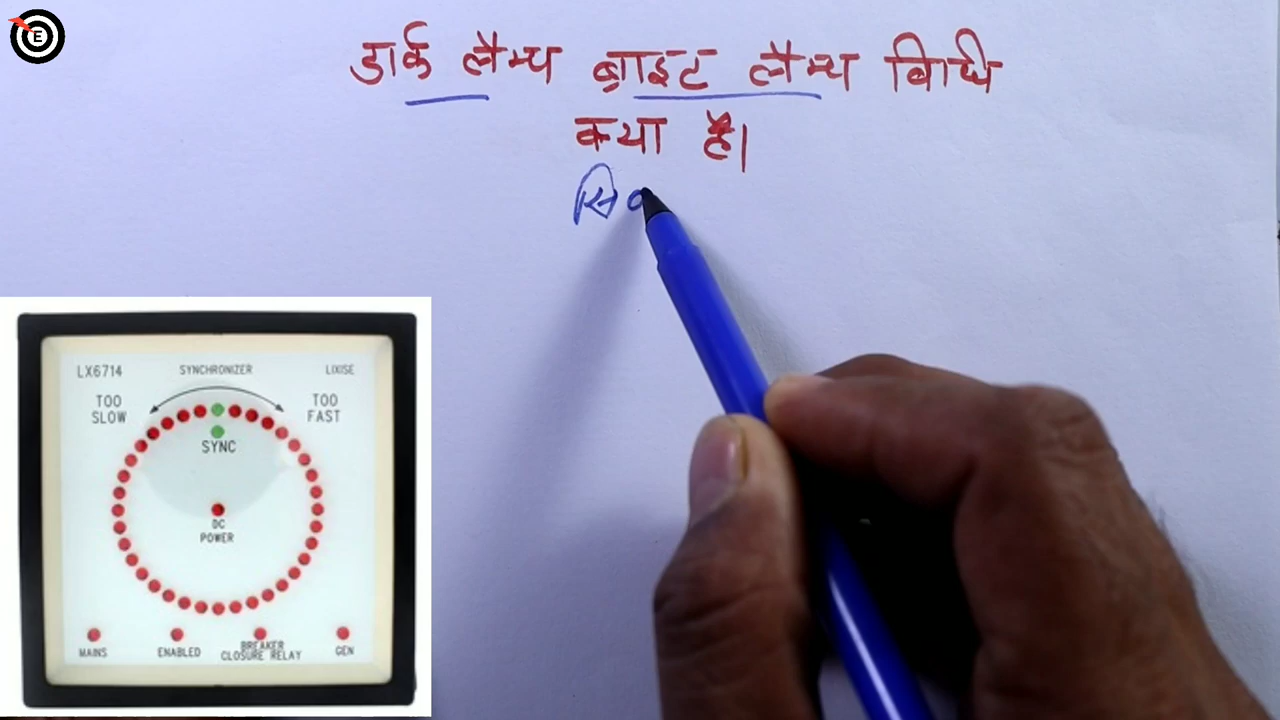 डार्क लैम्प ब्राइट लैम्प विधि
क्या है।
सि
LX6714
SYNCHRONIZER
LIXISE
TOO
SLOW
TOO
FAST
SYNC
DC
POWER
MAINS
ENABLED
BREAKER
CLOSURE RELAY
GEN
E